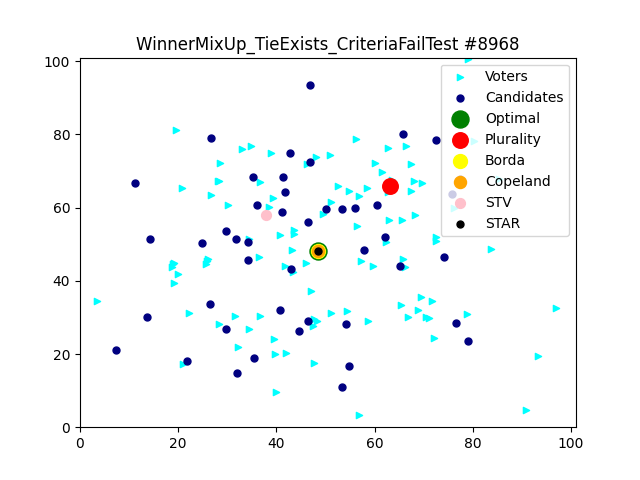 WinnerMixUp_TieExists_CriteriaFailTest #8968
100
80
60
40
20
0
0 20 40 60 80 100
Voters
Candidates
Optimal
Plurality
Borda
Copeland
STV
STAR